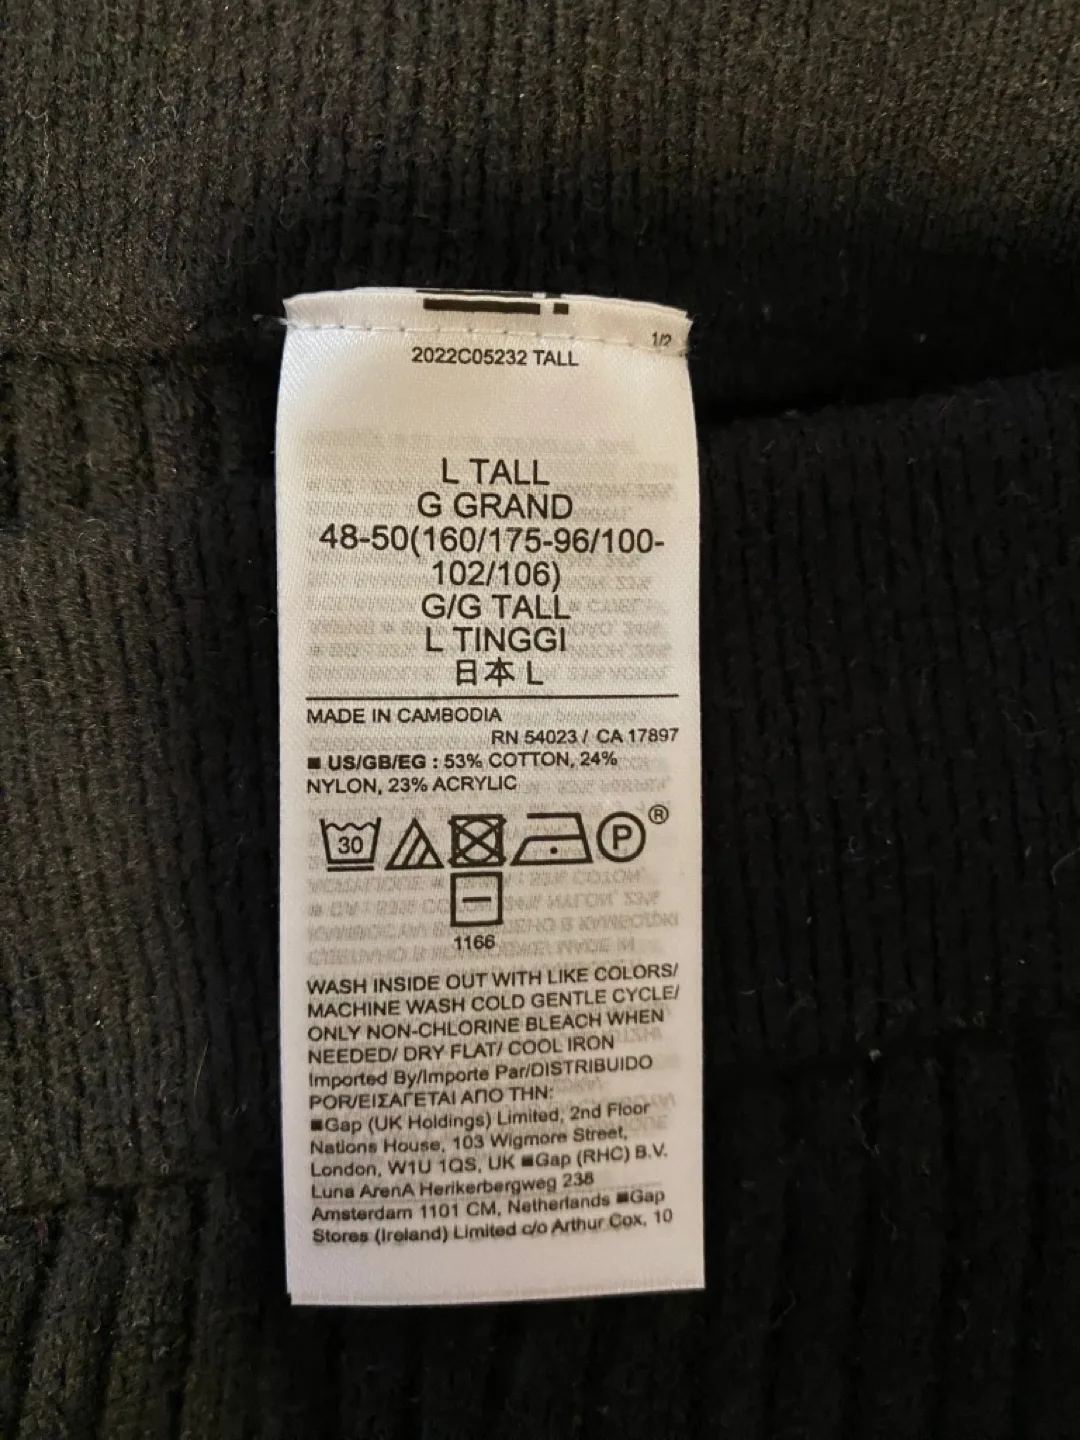 1/2
2022C05232 TALL
L TALL
G GRAND
48-50(160/175-96/100-
102/106)
G/G TALL
L TINGGI
日本 L
MADE IN CAMBODIA
RN 54023 / CA 17897
■ US/GB/EG : 53% COTTON, 24%
NYLON, 23% ACRYLIC
30
P ®
1166
WASH INSIDE OUT WITH LIKE COLORS/
MACHINE WASH COLD GENTLE CYCLE/
ONLY NON-CHLORINE BLEACH WHEN
NEEDED/ DRY FLAT/ COOL IRON
Imported By/Importe Par/DISTRIBUIDO
POR/ΕΙΣΑΓΕΤΑΙ ΑΠΟ ΤΗΝ:
■Gap (UK Holdings) Limited, 2nd Floor
Nations House, 103 Wigmore Street,
London, W1U 1QS, UK ■Gap (RHC) B.V.
Luna ArenA Herikerbergweg 238
Amsterdam 1101 CM, Netherlands ■Gap
Stores (Ireland) Limited c/o Arthur Cox, 10